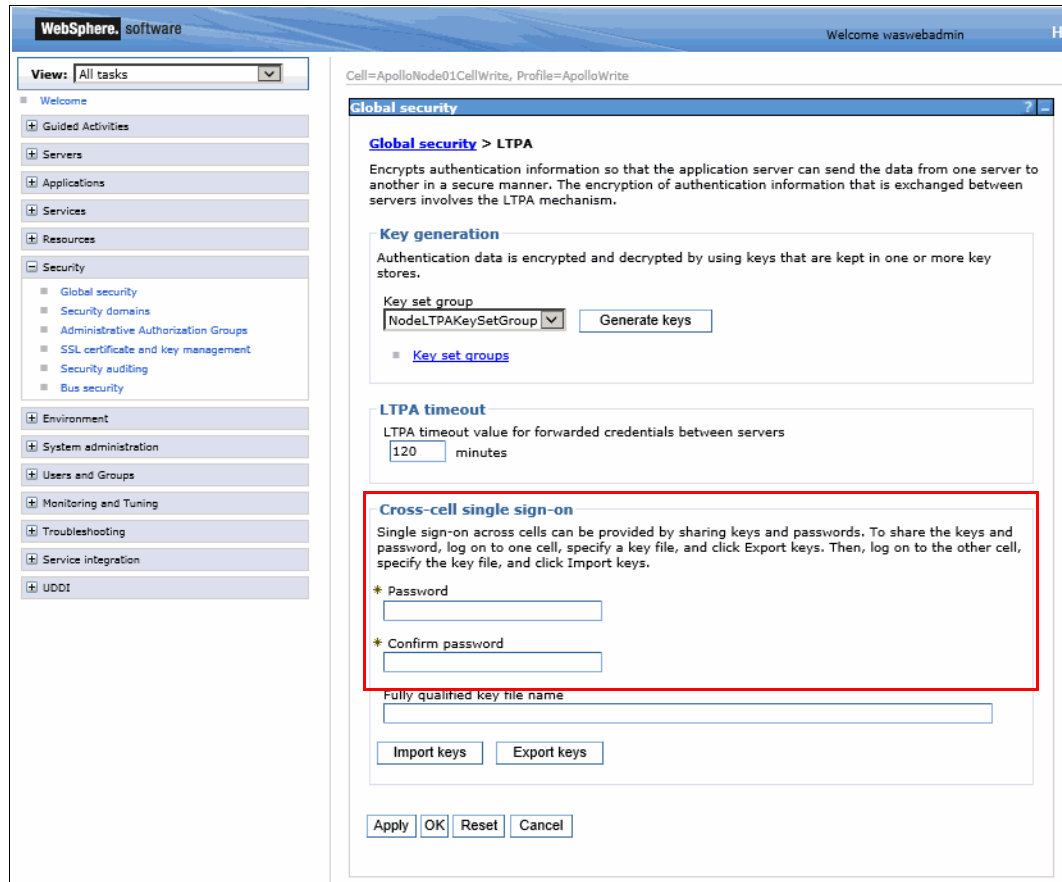 WebSphere. software
Welcome waswebadmin
H
View: All tasks
Welcome
Guided Activities
Servers
Applications
Services
Resources
Security
Global security
Security domains
Administrative Authorization Groups
SSL certificate and key management
Security auditing
Bus security
Environment
System administration
Users and Groups
Monitoring and Tuning
Troubleshooting
Service integration
UDDI
Cell=ApolloNode01CellWrite, Profile=ApolloWrite
Global security
? –
Global security > LTPA
Encrypts authentication information so that the application server can send the data from one server to
another in a secure manner. The encryption of authentication information that is exchanged between
servers involves the LTPA mechanism.
Key generation
Authentication data is encrypted and decrypted by using keys that are kept in one or more key
stores.
Key set group
NodeLTPAKeySetGroup Generate keys
Key set groups
LTPA timeout
LTPA timeout value for forwarded credentials between servers
120 minutes
Cross-cell single sign-on
Single sign-on across cells can be provided by sharing keys and passwords. To share the keys and
password, log on to one cell, specify a key file, and click Export keys. Then, log on to the other cell,
specify the key file, and click Import keys.
* Password
* Confirm password
Fully qualified key file name
Import keys Export keys
Apply OK Reset Cancel